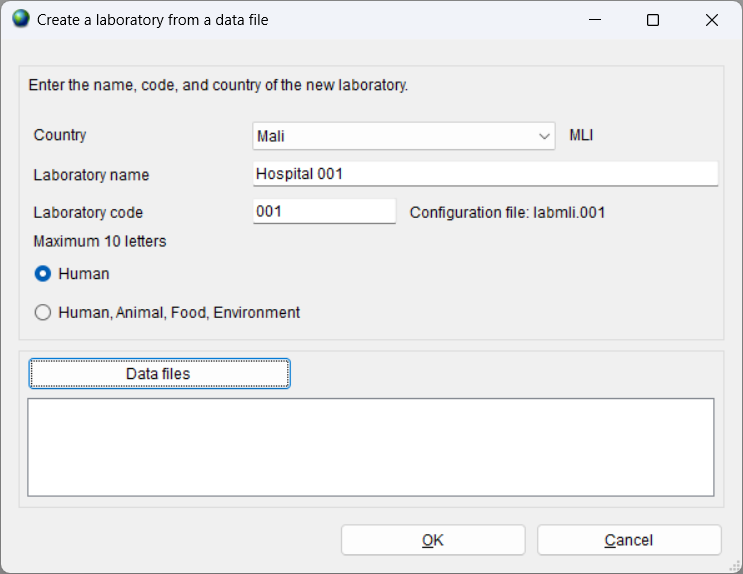 Create a laboratory from a data file
Enter the name, code, and country of the new laboratory.
Country Mali MLI
Laboratory name Hospital 001
Laboratory code 001 Configuration file: labmli.001
Maximum 10 letters
Human
Human, Animal, Food, Environment
Data files
OK Cancel